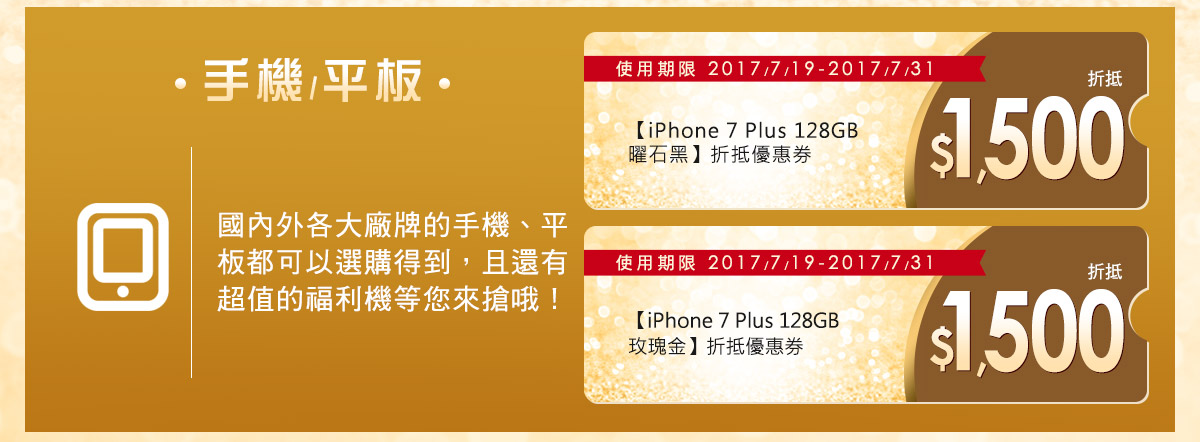 •手機/平板•
國內外各大廠牌的手機、平
板都可以選購得到，且還有
超值的福利機等您來搶哦！
使用期限 2017/7/19-2017/7/31
折抵
【iPhone 7 Plus 128GB
曜石黑】折抵優惠券
$1,500
使用期限 2017/7/19-2017/7/31
折抵
【iPhone 7 Plus 128GB
玫瑰金】折抵優惠券
$1,500